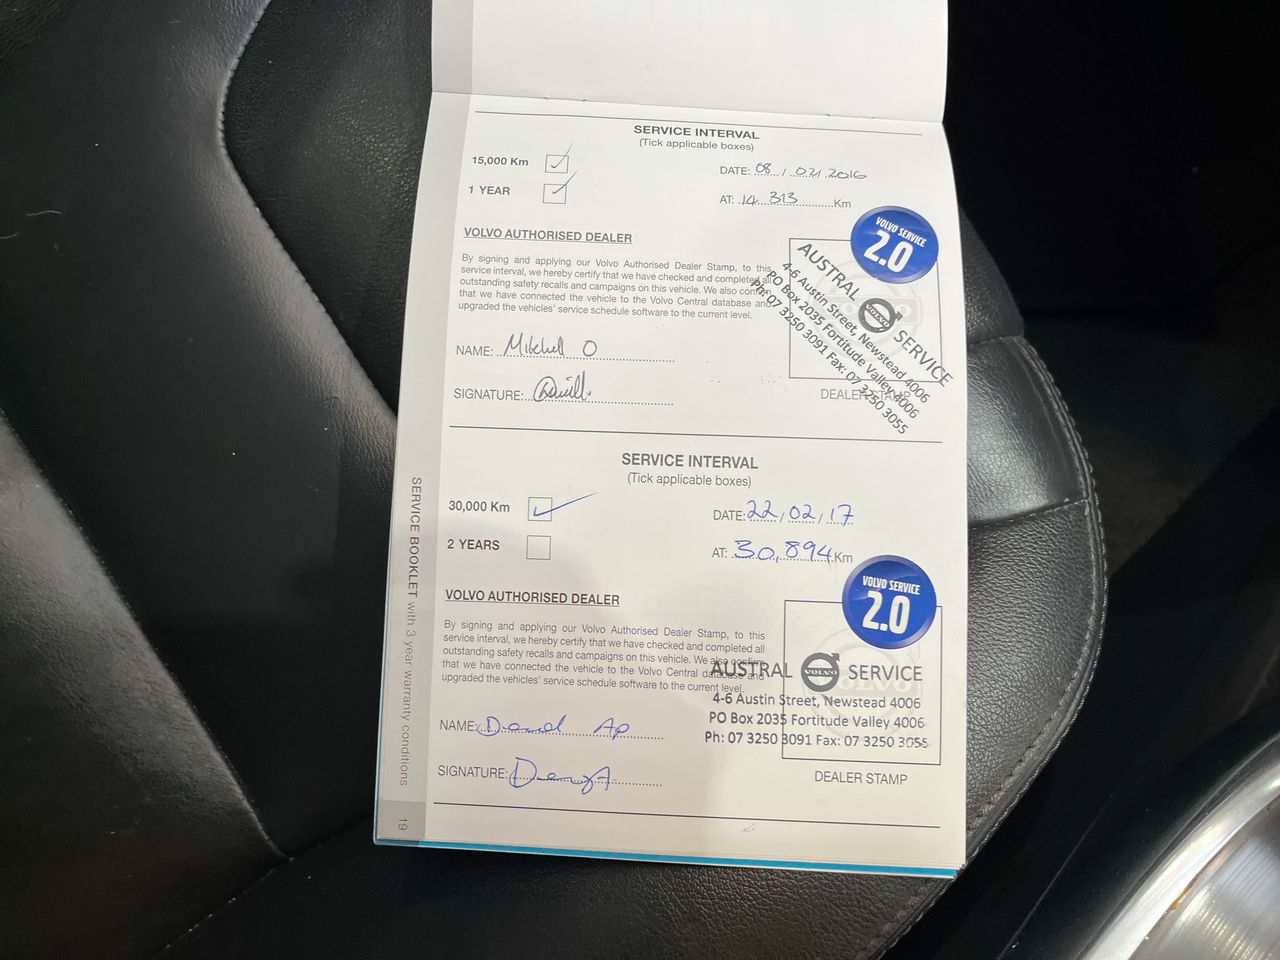 SERVICE INTERVAL
(Tick applicable boxes)
15,000 Km
DATE: 08 / 02 / 2016
1 YEAR
AT: 14 313 Km
VOLVO AUTHORISED DEALER
By signing and applying our Volvo Authorised Dealer Stamp, to this
service interval, we hereby certify that we have checked and completed all
outstanding safety recalls and campaigns on this vehicle. We also confirm
that we have connected the vehicle to the Volvo Central database and
upgraded the vehicles' service schedule software to the current level.
VOLVO SERVICE
2.0
AUSTRAL VOLVO SERVICE
4-6 Austin Street, Newstead 4006
PO Box 2035 Fortitude Valley 4006
Ph: 07 3250 3091 Fax: 07 3250 3055
NAME: Mitchell O
SIGNATURE:
DEALER STAMP
SERVICE INTERVAL
(Tick applicable boxes)
30,000 Km
DATE: 22 / 02 / 17
2 YEARS
AT: 30,894 Km
VOLVO AUTHORISED DEALER
By signing and applying our Volvo Authorised Dealer Stamp, to this
service interval, we hereby certify that we have checked and completed all
outstanding safety recalls and campaigns on this vehicle. We also confirm
that we have connected the vehicle to the Volvo Central database and
upgraded the vehicles' service schedule software to the current level.
VOLVO SERVICE
2.0
AUSTRAL VOLVO SERVICE
4-6 Austin Street, Newstead 4006
PO Box 2035 Fortitude Valley 4006
Ph: 07 3250 3091 Fax: 07 3250 3055
NAME:
SIGNATURE:
DEALER STAMP
SERVICE BOOKLET with 3 year warranty conditions
19